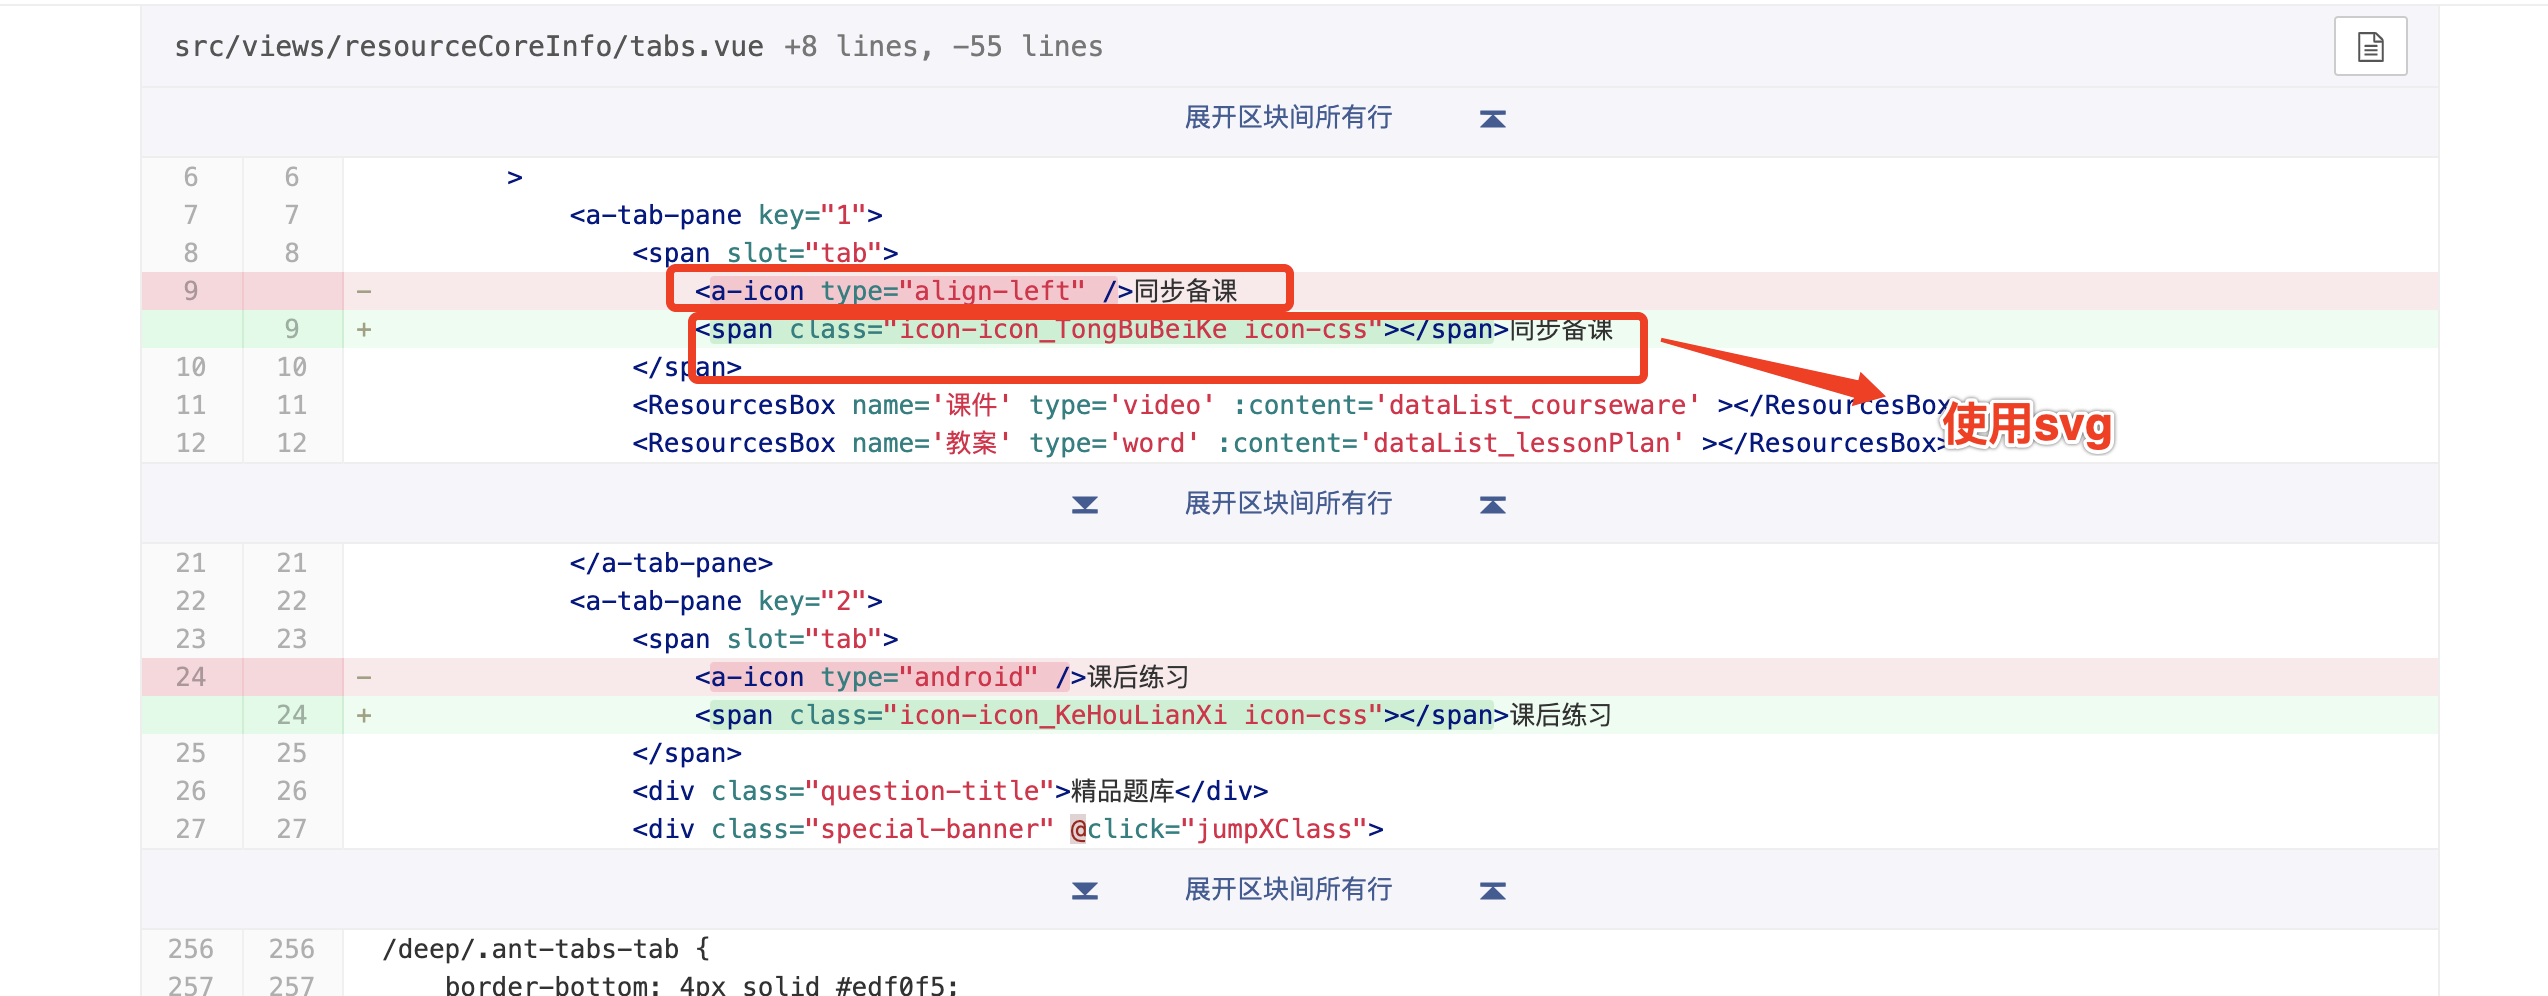 src/views/resourceCoreInfo/tabs.vue +8 lines, -55 lines
展开区块间所有行
6 6 >
7 7 <a-tab-pane key="1">
8 8 <span slot="tab">
9 - <a-icon type="align-left" />同步备课
9 + <span class="icon-icon_TongBuBeiKe icon-css"></span>同步备课
10 10 </span>
11 11 <ResourcesBox name='课件' type='video' :content='dataList_courseware' ></ResourcesBox
12 12 <ResourcesBox name='教案' type='word' :content='dataList_lessonPlan' ></ResourcesBox>
使用svg
展开区块间所有行
21 21 </a-tab-pane>
22 22 <a-tab-pane key="2">
23 23 <span slot="tab">
24 - <a-icon type="android" />课后练习
24 + <span class="icon-icon_KeHouLianXi icon-css"></span>课后练习
25 25 </span>
26 26 <div class="question-title">精品题库</div>
27 27 <div class="special-banner" @click="jumpXClass">
展开区块间所有行
256 256 /deep/.ant-tabs-tab {
257 257 border-bottom: 4px solid #edf0f5;